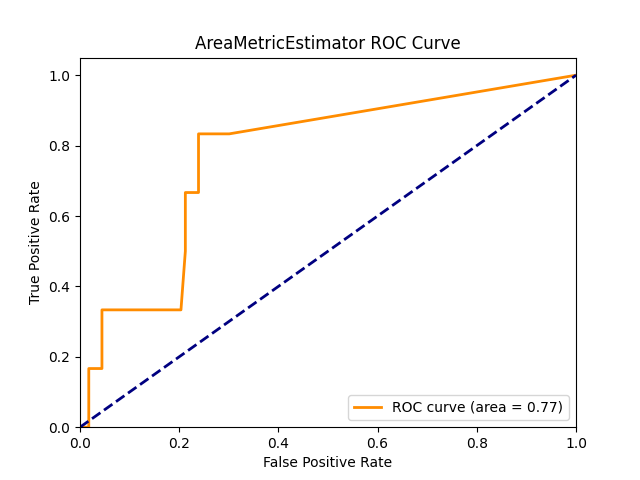 AreaMetricEstimator ROC Curve
1.0
0.8
0.6
0.4
0.2
0.0
True Positive Rate
ROC curve (area = 0.77)
0.0 0.2 0.4 0.6 0.8 1.0
False Positive Rate